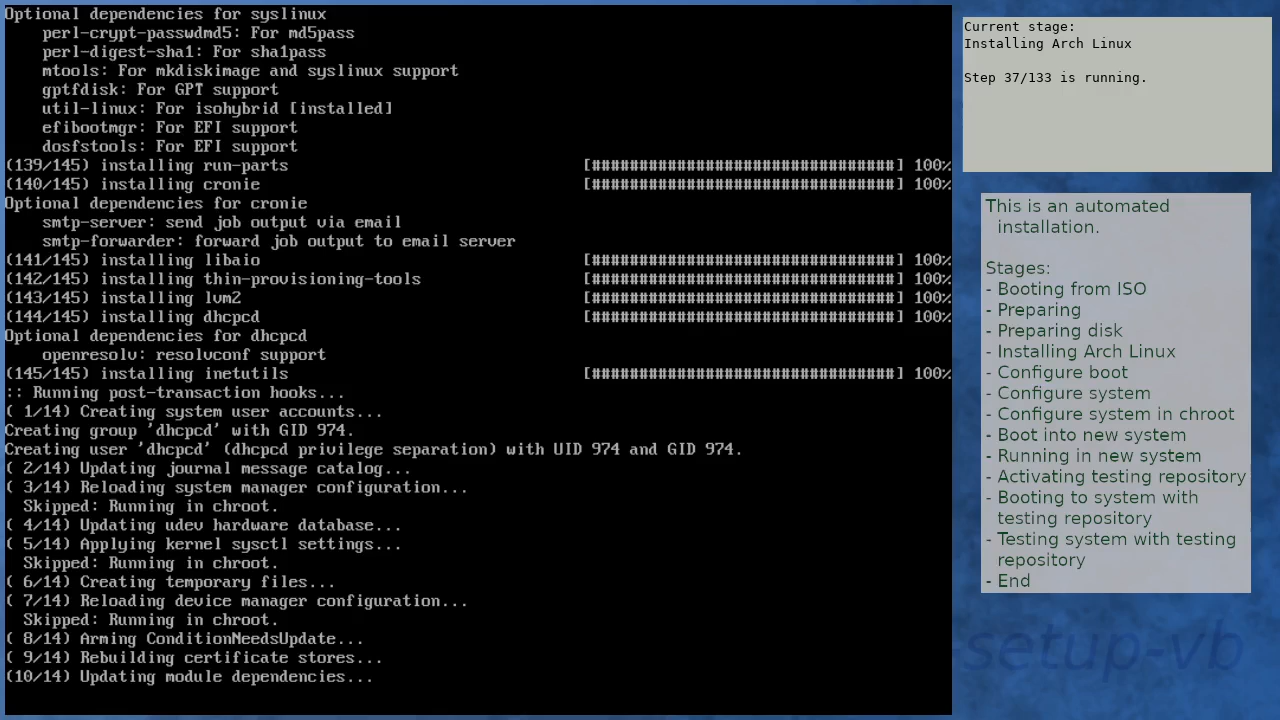 Optional dependencies for syslinux
perl-crypt-passwdmd5: For md5pass
perl-digest-sha1: For sha1pass
mtools: For mkdiskimage and syslinux support
gptfdisk: For GPT support
util-linux: For isohybrid [installed]
efibootmgr: For EFI support
dosfstools: For EFI support
(139/145) installing run-parts [################################] 100%
(140/145) installing cronie [################################] 100%
Optional dependencies for cronie
smtp-server: send job output via email
smtp-forwarder: forward job output to email server
(141/145) installing libaio [################################] 100%
(142/145) installing thin-provisioning-tools [################################] 100%
(143/145) installing lvm2 [################################] 100%
(144/145) installing dhcpcd [################################] 100%
Optional dependencies for dhcpcd
openresolv: resolvconf support
(145/145) installing inetutils [################################] 100%
:: Running post-transaction hooks...
( 1/14) Creating system user accounts...
Creating group 'dhcpcd' with GID 974.
Creating user 'dhcpcd' (dhcpcd privilege separation) with UID 974 and GID 974.
( 2/14) Updating journal message catalog...
( 3/14) Reloading system manager configuration...
Skipped: Running in chroot.
( 4/14) Updating udev hardware database...
( 5/14) Applying kernel sysctl settings...
Skipped: Running in chroot.
( 6/14) Creating temporary files...
( 7/14) Reloading device manager configuration...
Skipped: Running in chroot.
( 8/14) Arming ConditionNeedsUpdate...
( 9/14) Rebuilding certificate stores...
(10/14) Updating module dependencies...
Current stage:
Installing Arch Linux
Step 37/133 is running.
This is an automated
installation.
Stages:
- Booting from ISO
- Preparing
- Preparing disk
- Installing Arch Linux
- Configure boot
- Configure system
- Configure system in chroot
- Boot into new system
- Running in new system
- Activating testing repository
- Booting to system with
testing repository
- Testing system with testing
repository
- End
-setup-vb